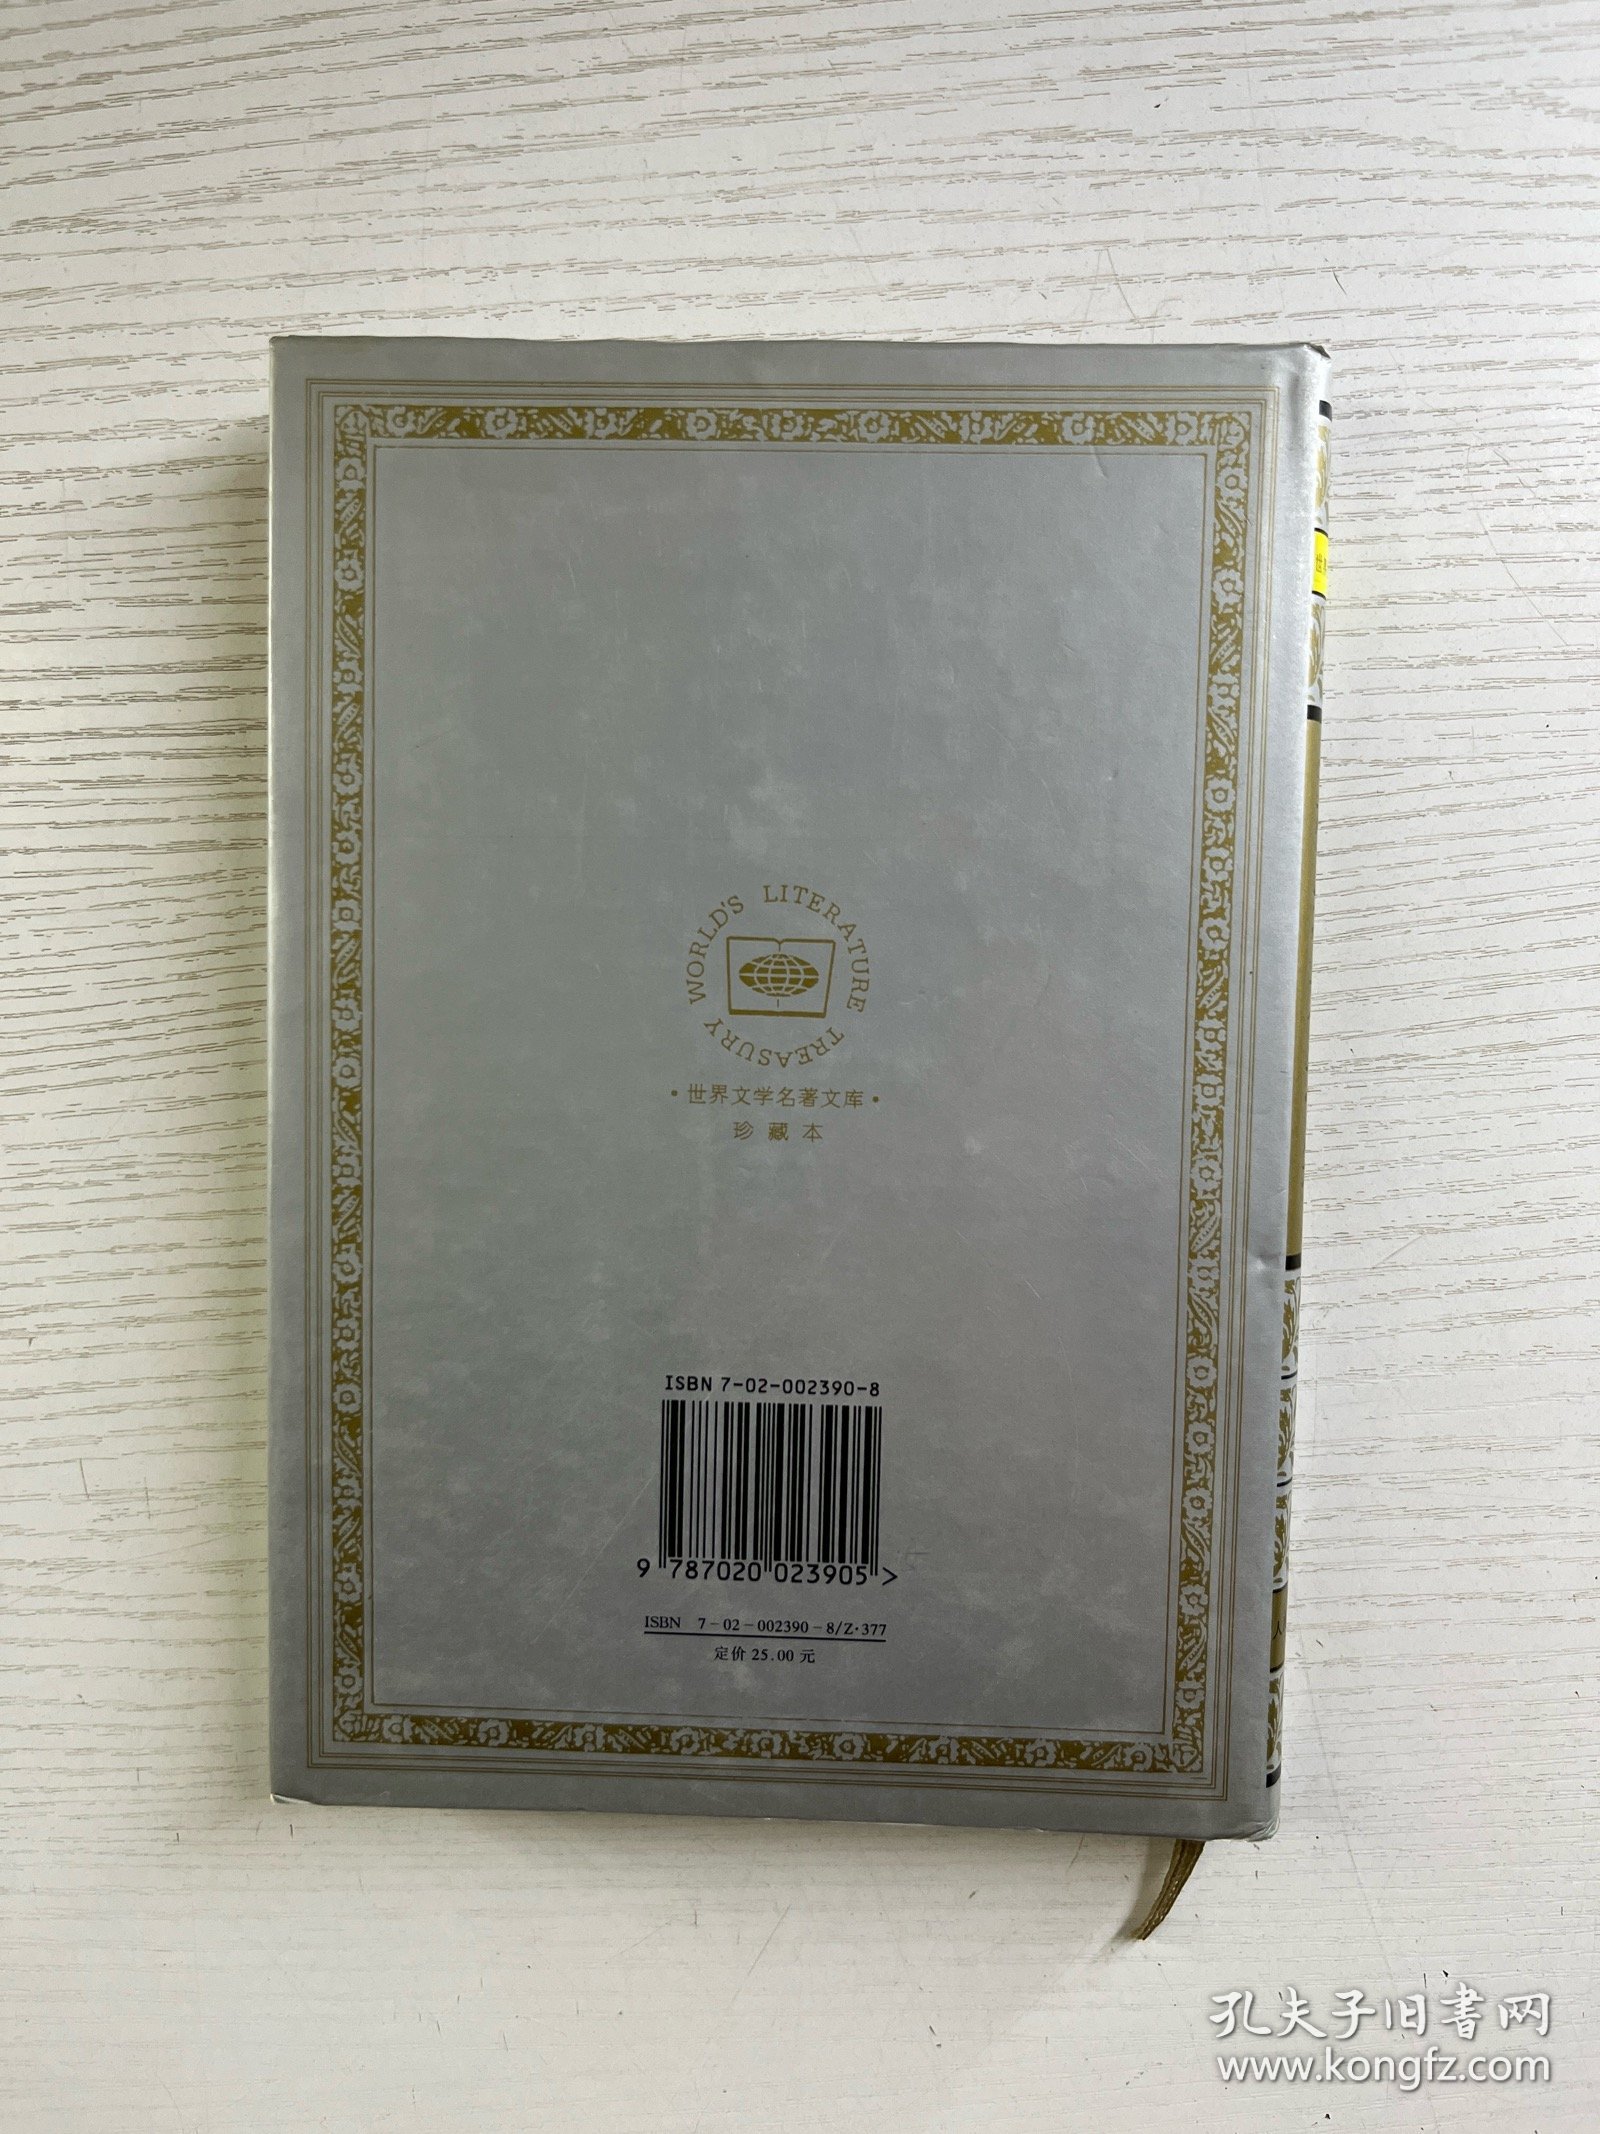 WORLD'S LITERATURE TREASURY
·世界文学名著文库·
珍藏本
ISBN 7-02-002390-8
9 787020 023905 >
ISBN 7-02-002390-8/Z·377
定价 25.00 元
人
孔夫子旧书网
www.kongfz.com